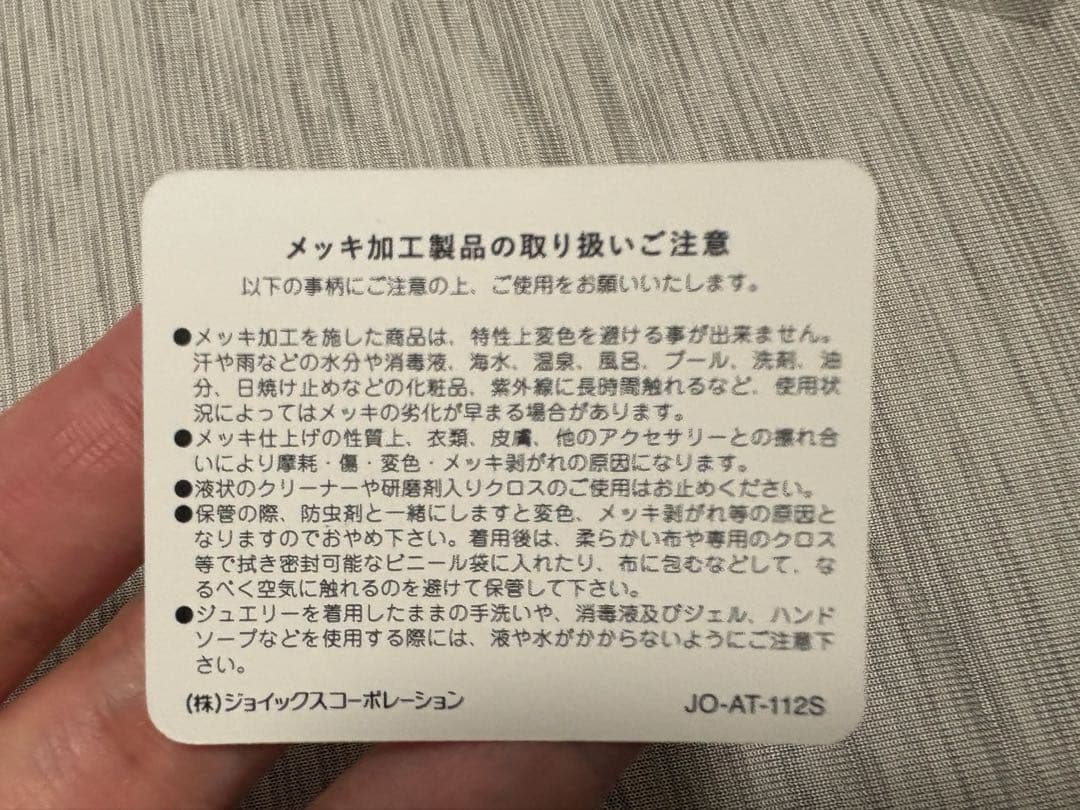 メッキ加工製品の取り扱いご注意
以下の事柄にご注意の上、ご使用をお願いいたします。
●メッキ加工を施した商品は、特性上変色を避ける事が出来ません。
汗や雨などの水分や消毒液、海水、温泉、風呂、プール、洗剤、油
分、日焼け止めなどの化粧品、紫外線に長時間触れるなど、使用状
況によってはメッキの劣化が早まる場合があります。
●メッキ仕上げの性質上、衣類、皮膚、他のアクセサリーとの擦れ合
いにより摩耗・傷・変色・メッキ剥がれの原因になります。
●液状のクリーナーや研磨剤入りクロスのご使用はお止めください。
●保管の際、防虫剤と一緒にしますと変色、メッキ剥がれ等の原因と
なりますのでおやめ下さい。着用後は、柔らかい布や専用のクロス
等で拭き密封可能なビニール袋に入れたり、布に包むなどして、な
るべく空気に触れるのを避けて保管して下さい。
●ジュエリーを着用したままの手洗いや、消毒液及びジェル、ハンド
ソープなどを使用する際には、液や水がかからないようにご注意下
さい。
(株)ジョイックスコーポレーション
JO-AT-112S